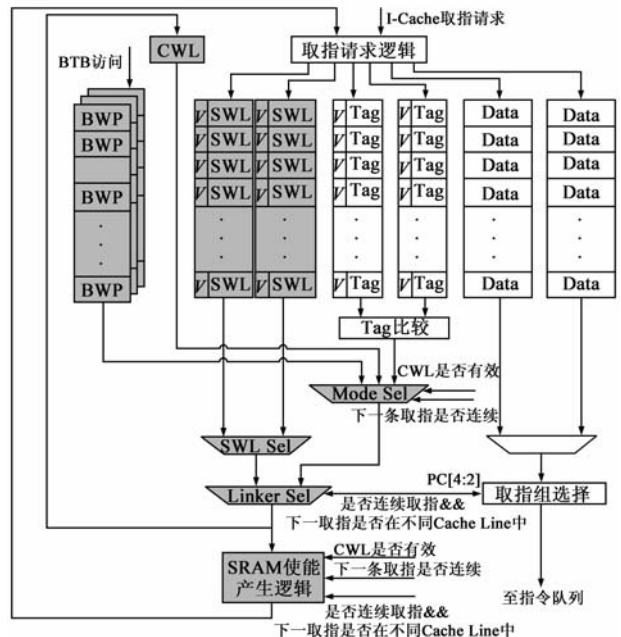 I-Cache取指请求
CWL
取指请求逻辑
BTB访问
BWP
BWP
BWP
BWP
V SWL V SWL V Tag V Tag Data Data
V SWL V SWL V Tag V Tag Data Data
V SWL V SWL V Tag V Tag Data Data
V SWL V SWL V Tag V Tag Data Data
V SWL V SWL V Tag V Tag Data Data
Tag比较
CWL是否有效
Mode Sel
下一条取指是否连续
SWL Sel
PC[4:2]
Linker Sel
取指组选择
是否连续取指&&
下一取指是否在不同Cache Line中
SRAM使能
产生逻辑
CWL是否有效
下一条取指是否连续
至指令队列
是否连续取指&&
下一取指是否在不同Cache Line中